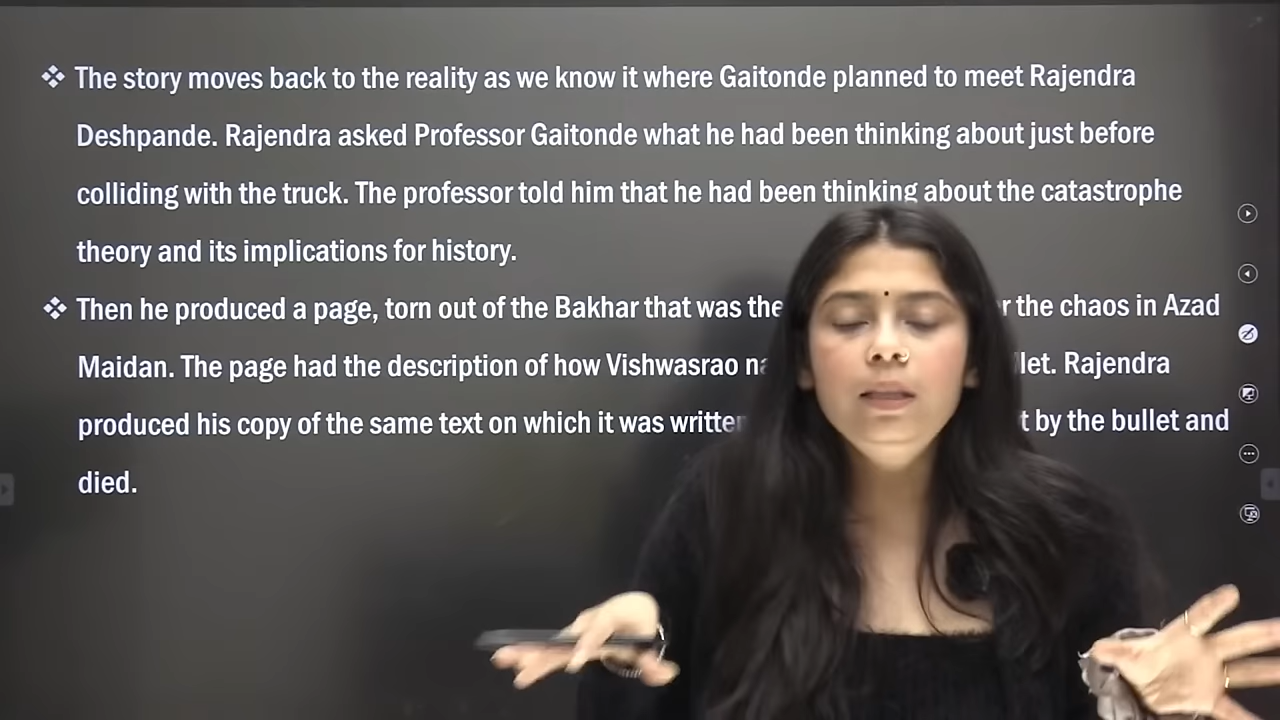 ❖ The story moves back to the reality as we know it where Gaitonde planned to meet Rajendra
Deshpande. Rajendra asked Professor Gaitonde what he had been thinking about just before
colliding with the truck. The professor told him that he had been thinking about the catastrophe
theory and its implications for history.
❖ Then he produced a page, torn out of the Bakhar that was the the chaos in Azad
Maidan. The page had the description of how Vishwasrao Rajendra
produced his copy of the same text on which it was written by the bullet and
died.